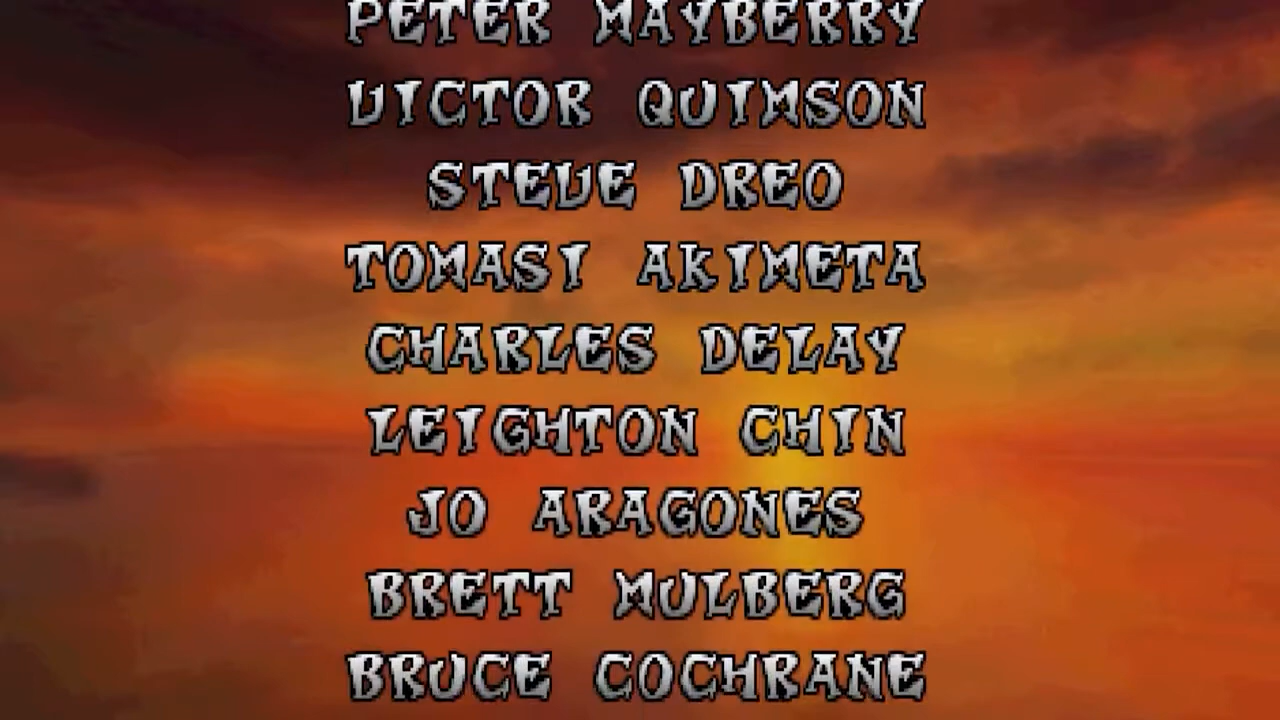 PETER MAYBERRY
VICTOR QUIMSON
STEVE DREO
TOMASI AKIMETA
CHARLES DELAY
LEIGHTON CHIN
JO ARAGONES
BRETT MULBERG
BRUCE COCHRANE